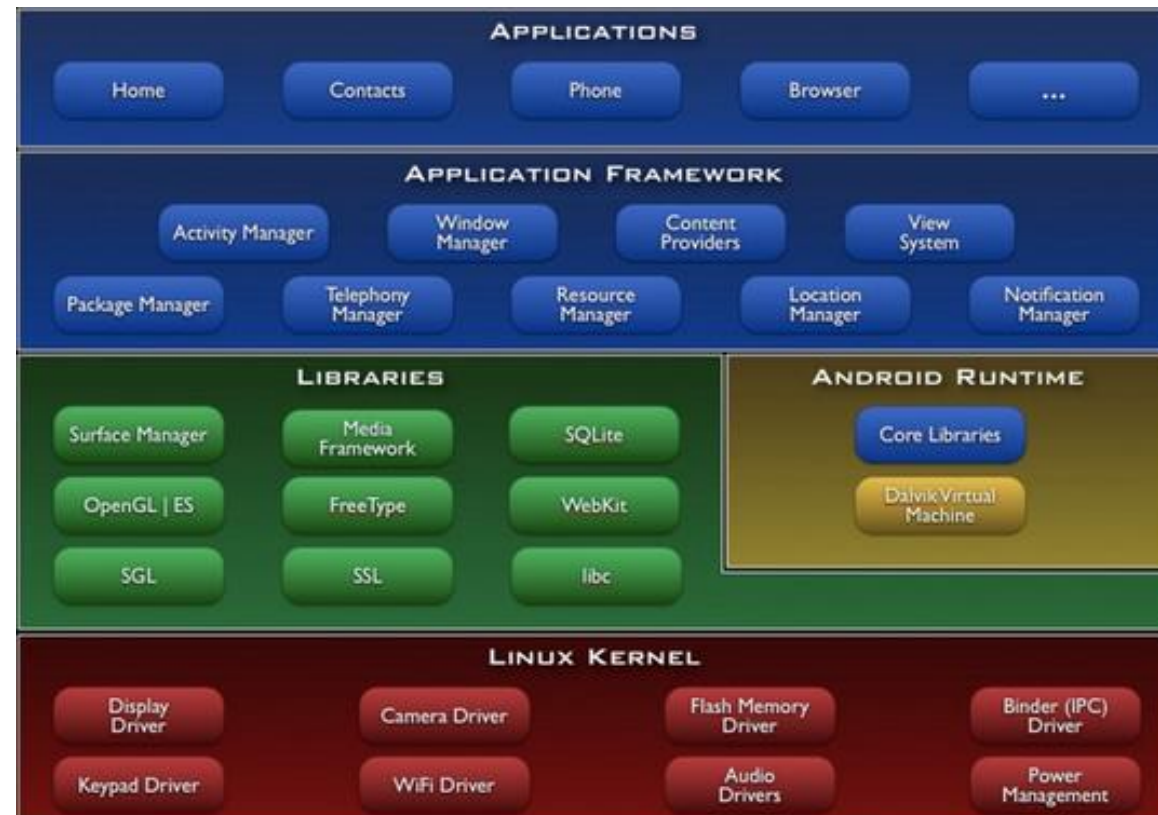 APPLICATIONS
Home
Contacts
Phone
Browser
...
APPLICATION FRAMEWORK
Activity Manager
Window
Manager
Content
Providers
View
System
Package Manager
Telephony
Manager
Resource
Manager
Location
Manager
Notification
Manager
LIBRARIES
Surface Manager
Media
Framework
SQLite
OpenGL | ES
FreeType
WebKit
SGL
SSL
libc
ANDROID RUNTIME
Core Libraries
Dalvik Virtual
Machine
LINUX KERNEL
Display
Driver
Camera Driver
Flash Memory
Driver
Binder (IPC)
Driver
Keypad Driver
WiFi Driver
Audio
Drivers
Power
Management